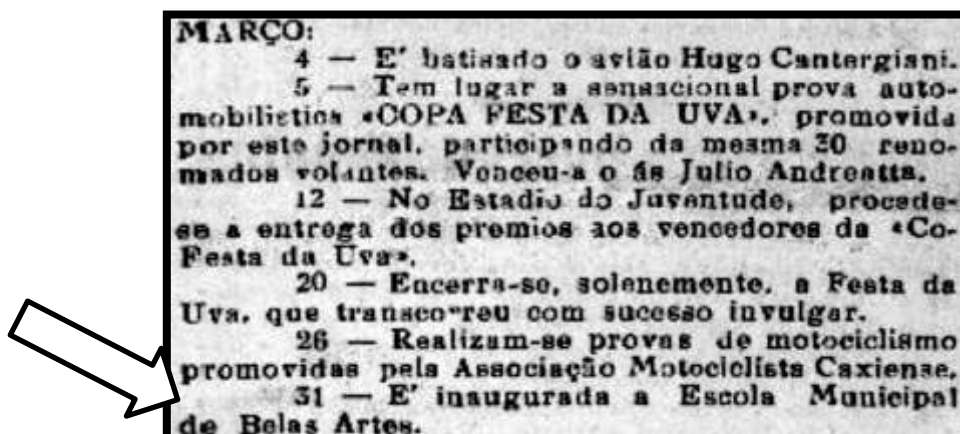 MARÇO:
4 — E' batisado o avião Hugo Cantergiani.
5 — Tem lugar a sensacional prova auto-
mobilistica «COPA FESTA DA UVA», promovida
por este jornal, participando da mesma 30 reno-
mados volantes. Venceu-a o ás Julio Andreatta.
12 — No Estadio do Juventude, procede-
se a entrega dos premios aos vencedores da «Co-
Festa da Uva».
20 — Encerra-se, solenemente, a Festa da
Uva, que transcorreu com sucesso invulgar.
26 — Realizam-se provas de motociclismo
promovidas pela Associação Motociclista Caxiense.
31 — E' inaugurada a Escola Municipal
de Belas Artes.